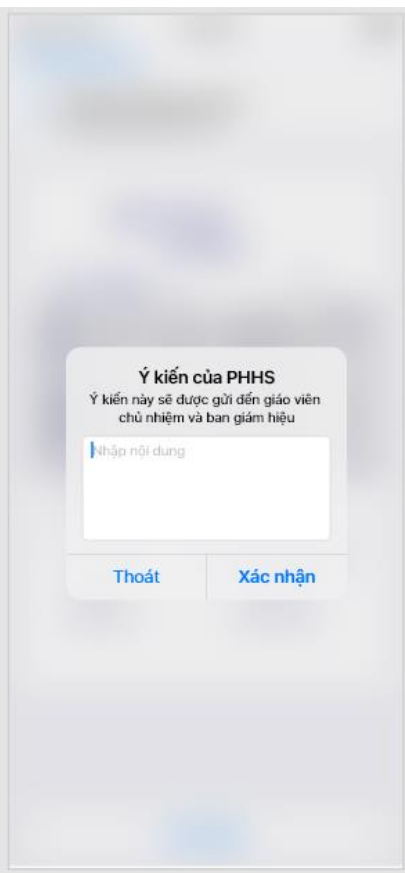 Ý kiến của PHHS
Ý kiến này sẽ được gửi đến giáo viên
chủ nhiệm và ban giám hiệu
Nhập nội dung
Thoát
Xác nhận